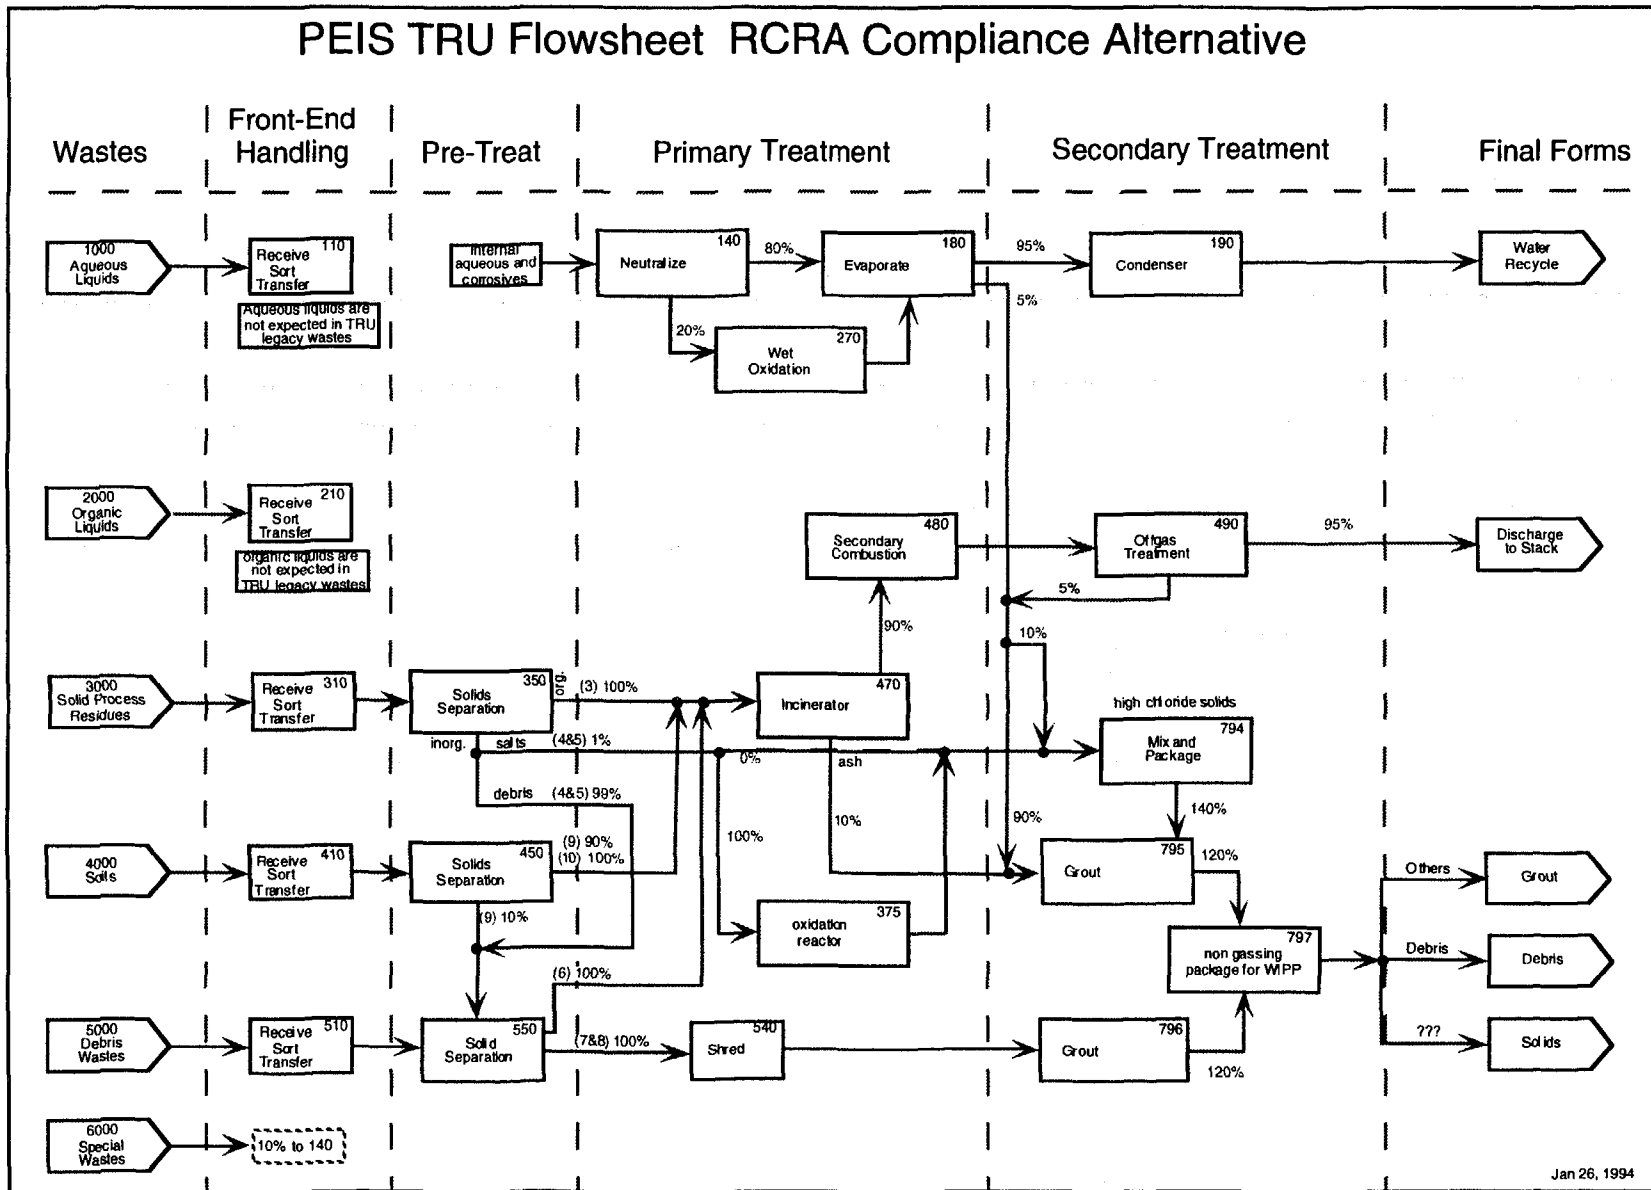 PEIS TRU Flowsheet RCRA Compliance Alternative
Wastes
Front-End
Handling
Pre-Treat
Primary Treatment
Secondary Treatment
Final Forms
1000
Aqueous
Liquids
110
Receive
Sort
Transfer
Aqueous liquids are
not expected in TRU
legacy wastes
internal
aqueous and
corrosives
140
Neutralize
80%
20%
270
Wet
Oxidation
180
Evaporate
95%
5%
190
Condenser
Water
Recycle
2000
Organic
Liquids
210
Receive
Sort
Transfer
organic liquids are
not expected in
TRU legacy wastes
480
Secondary
Combustion
490
Offgas
Treatment
95%
5%
Discharge
to Stack
90%
10%
3000
Solid Process
Residues
310
Receive
Sort
Transfer
350
Solids
Separation
org.
(3) 100%
inorg.
salts
(4&5) 1%
0%
debris
(4&5) 99%
470
Incinerator
ash
10%
100%
90%
high chloride solids
794
Mix and
Package
140%
4000
Soils
410
Receive
Sort
Transfer
450
Solids
Separation
(9) 90%
(10) 100%
(9) 10%
375
oxidation
reactor
795
Grout
120%
797
non gassing
package for WIPP
Others
Grout
Debris
Debris
???
Solids
5000
Debris
Wastes
510
Receive
Sort
Transfer
550
Solid
Separation
(6) 100%
(7&8) 100%
540
Shred
796
Grout
120%
6000
Special
Wastes
10% to 140
Jan 26, 1994